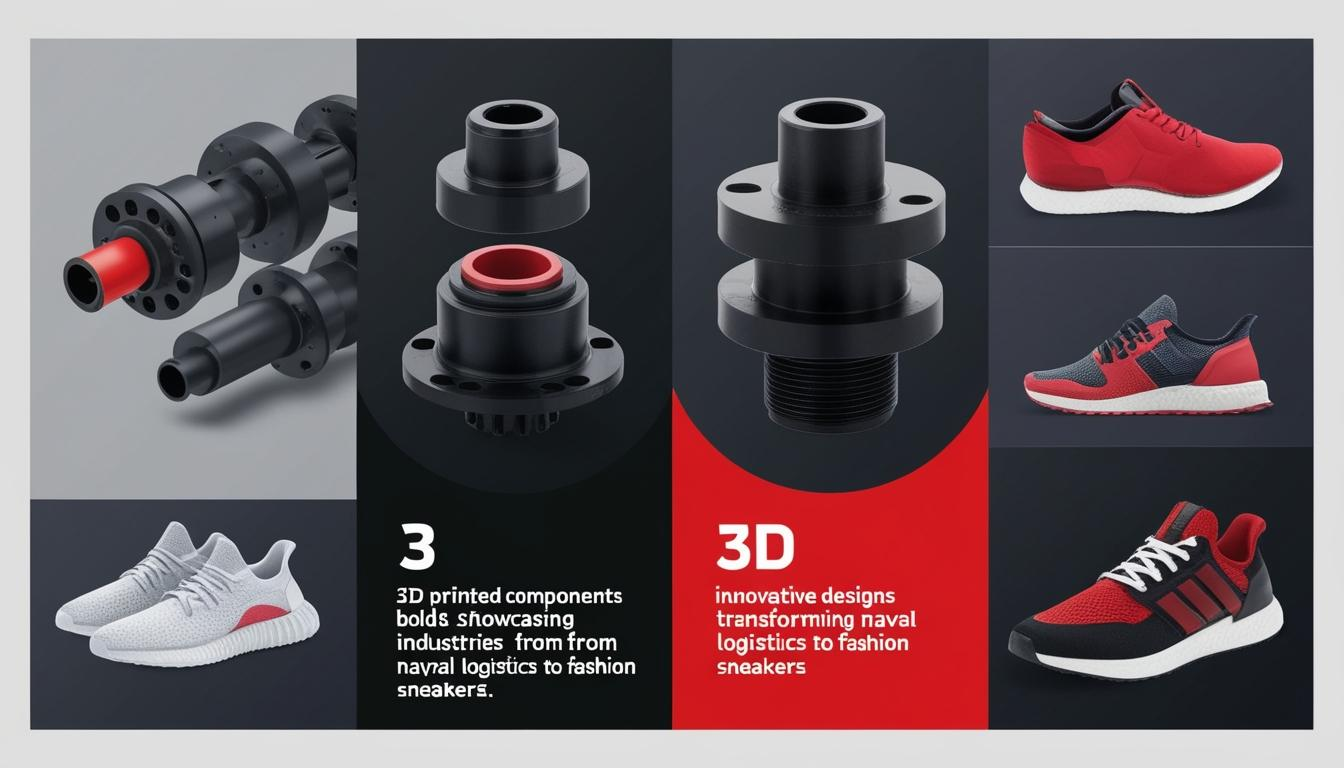 3
3D printed components
bolds showcasing
industries from from
nayral logistics to fashion
sneakers.
3D
innovative designs
transforming naval
logistics to fashion
sneakers